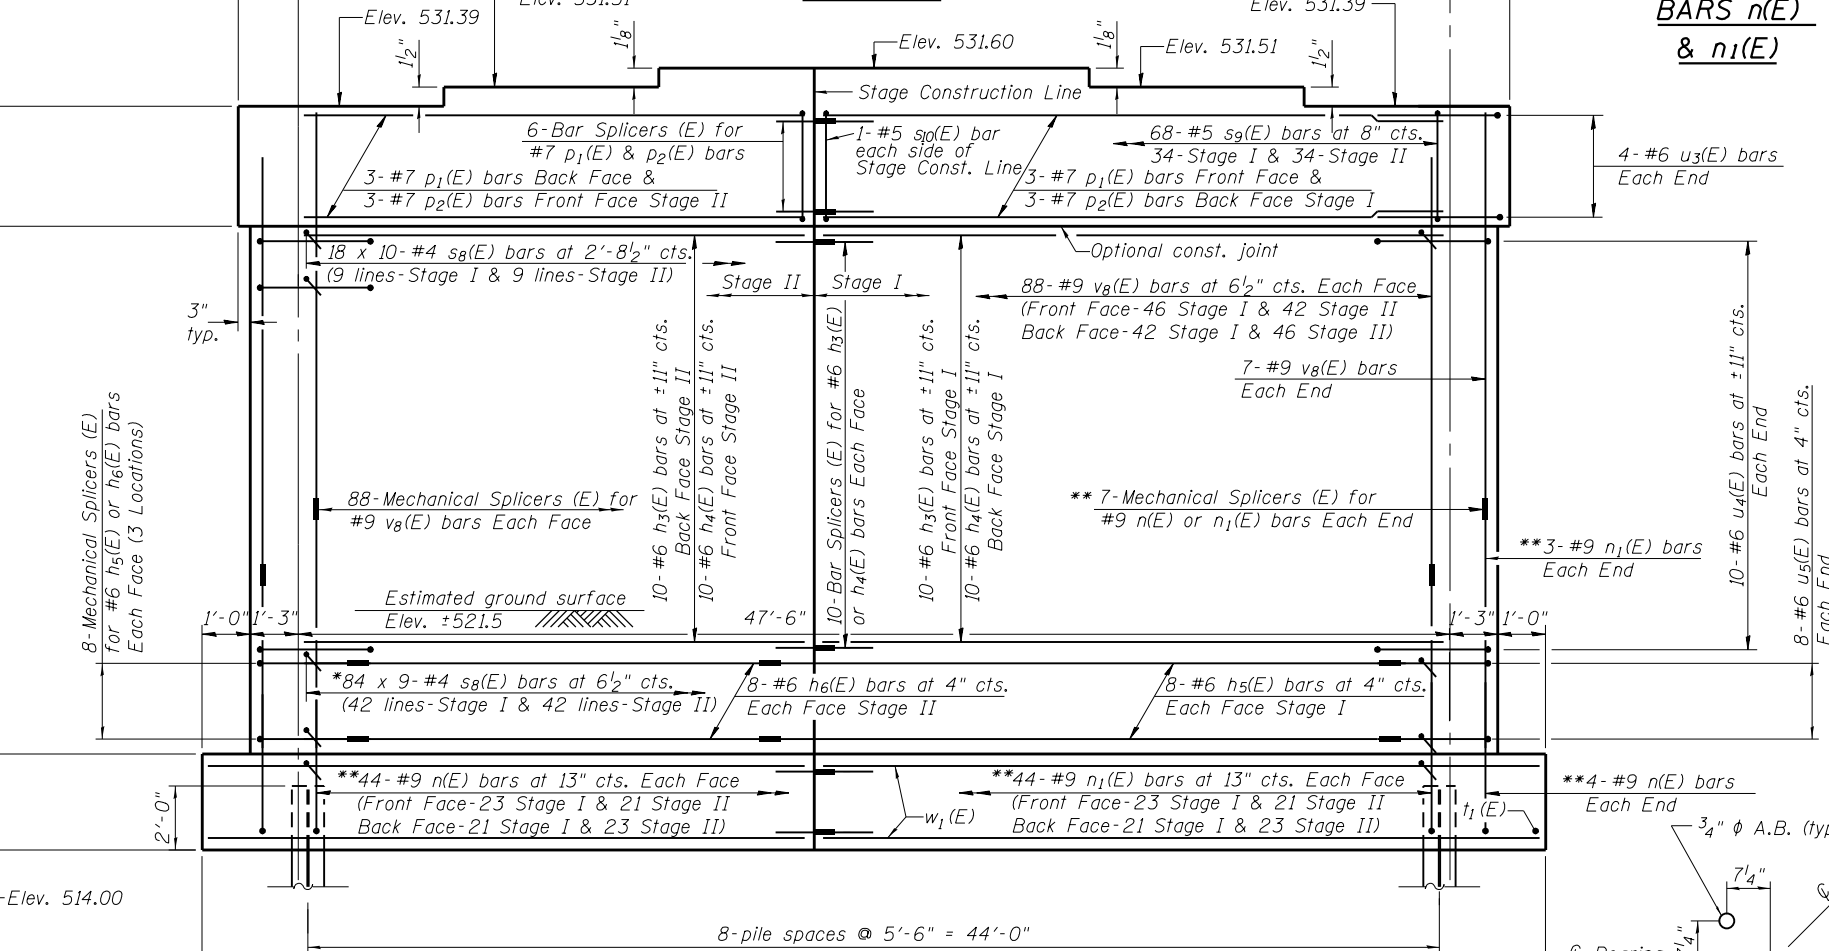 Elev. 531.39
Elev. 531.51
Elev. 531.39
BARS n(E)
& n1(E)
1½"
1⅛"
Elev. 531.60
1⅛"
Elev. 531.51
1½"
Stage Construction Line
6-Bar Splicers (E) for
#7 p1(E) & p2(E) bars
1-#5 s10(E) bar
each side of
Stage Const. Line
68-#5 s9(E) bars at 8" cts.
34-Stage I & 34-Stage II
4-#6 u3(E) bars
Each End
3-#7 p1(E) bars Back Face &
3-#7 p2(E) bars Front Face Stage II
3-#7 p1(E) bars Front Face &
3-#7 p2(E) bars Back Face Stage I
18 x 10-#4 s8(E) bars at 2'-8½" cts.
(9 lines-Stage I & 9 lines-Stage II)
Optional const. joint
Stage II
Stage I
88-#9 v8(E) bars at 6½" cts. Each Face
(Front Face-46 Stage I & 42 Stage II
Back Face-42 Stage I & 46 Stage II)
3"
typ.
7-#9 v8(E) bars
Each End
10-#6 h3(E) bars at ±11" cts.
Back Face Stage II
10-#6 h4(E) bars at ±11" cts.
Front Face Stage II
10-Bar Splicers (E) for #6 h3(E)
or h4(E) bars Each Face
10-#6 h3(E) bars at ±11" cts.
Front Face Stage I
10-#6 h4(E) bars at ±11" cts.
Back Face Stage I
10-#6 u4(E) bars at ±11" cts.
Each End
8-#6 u5(E) bars at 4" cts.
Each End
8-Mechanical Splicers (E)
for #6 h5(E) or h6(E) bars
Each Face (3 Locations)
88-Mechanical Splicers (E) for
#9 v8(E) bars Each Face
** 7-Mechanical Splicers (E) for
#9 n(E) or n1(E) bars Each End
**3-#9 n1(E) bars
Each End
Estimated ground surface
Elev. ±521.5
1'-0"
1'-3"
47'-6"
1'-3"
1'-0"
*84 x 9-#4 s8(E) bars at 6½" cts.
(42 lines-Stage I & 42 lines-Stage II)
8-#6 h6(E) bars at 4" cts.
Each Face Stage II
8-#6 h5(E) bars at 4" cts.
Each Face Stage I
**44-#9 n(E) bars at 13" cts. Each Face
(Front Face-23 Stage I & 21 Stage II
Back Face-21 Stage I & 23 Stage II)
w1(E)
**44-#9 n1(E) bars at 13" cts. Each Face
(Front Face-23 Stage I & 21 Stage II
Back Face-21 Stage I & 23 Stage II)
t1(E)
**4-#9 n(E) bars
Each End
2'-0"
¾" ϕ A.B. (typ
7¼"
Elev. 514.00
8-pile spaces @ 5'-6" = 44'-0"